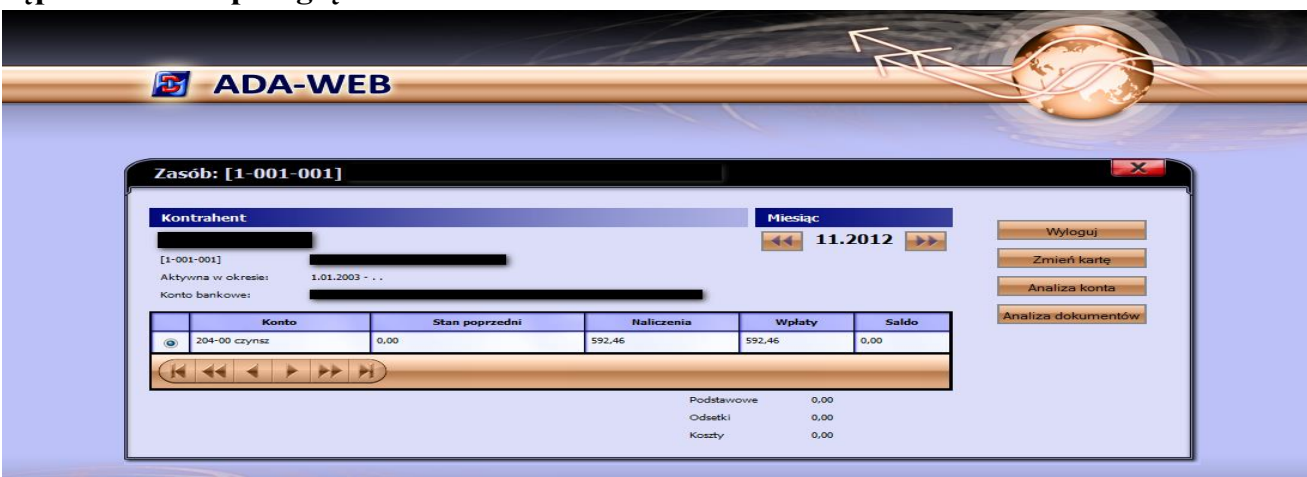 ADA-WEB
Zasób: [1-001-001]
Kontrahent Miesiąc
11.2012
Wyloguj
[1-001-001]
Zmień kartę
Aktywna w okresie: 1.01.2003 - . .
Konto bankowe:
Analiza konta
Analiza dokumentów
Konto Stan poprzedni Naliczenia Wpłaty Saldo
204-00 czynsz 0,00 592,46 592,46 0,00
Podstawowe 0,00
Odsetki 0,00
Koszty 0,00